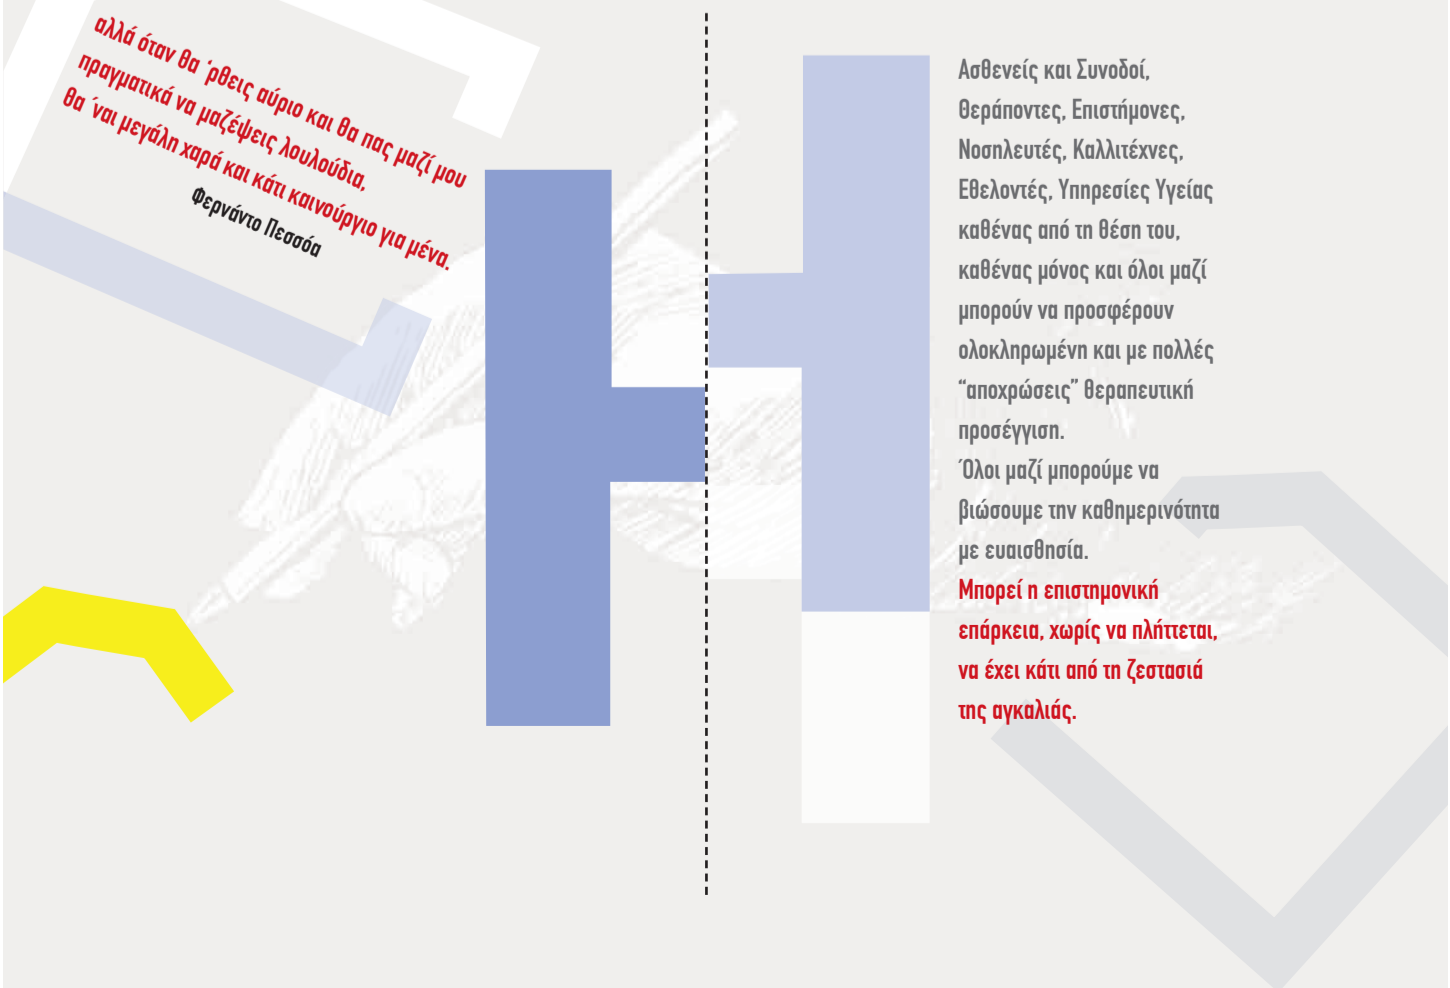 αλλά όταν θα ‘ρθεις αύριο και θα πας μαζί μου
πραγματικά να μαζέψεις λουλούδια,
θα ΄ναι μεγάλη χαρά και κάτι καινούργιο για μένα.
Φερνάντο Πεσσόα
Ασθενείς και Συνοδοί,
Θεράποντες, Επιστήμονες,
Νοσηλευτές, Καλλιτέχνες,
Εθελοντές, Υπηρεσίες Υγείας
καθένας από τη θέση του,
καθένας μόνος και όλοι μαζί
μπορούν να προσφέρουν
ολοκληρωμένη και με πολλές
“αποχρώσεις” θεραπευτική
προσέγγιση.
Όλοι μαζί μπορούμε να
βιώσουμε την καθημερινότητα
με ευαισθησία.
Μπορεί η επιστημονική
επάρκεια, χωρίς να πλήττεται,
να έχει κάτι από τη ζεστασιά
της αγκαλιάς.